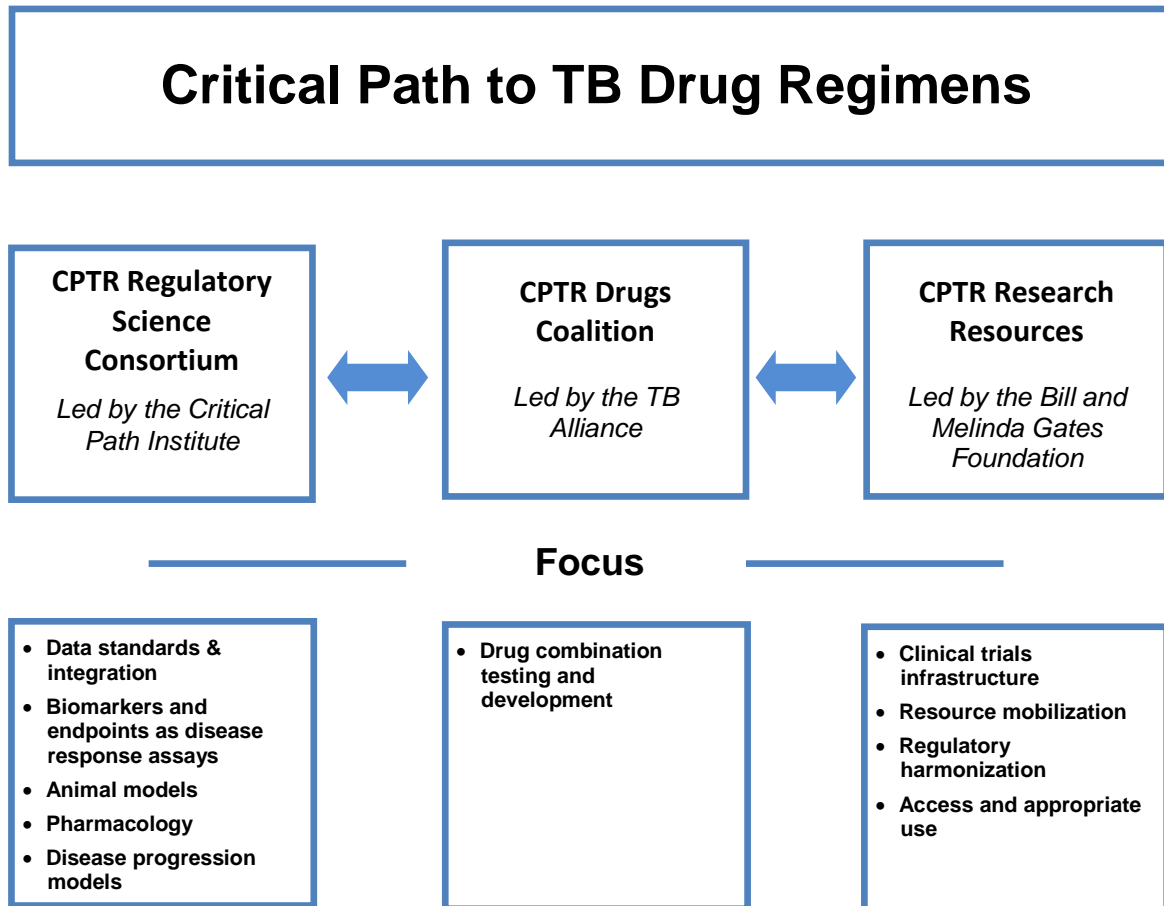 Critical Path to TB Drug Regimens
CPTR Regulatory
Science
Consortium
Led by the Critical
Path Institute
CPTR Drugs
Coalition
Led by the TB
Alliance
CPTR Research
Resources
Led by the Bill and
Melinda Gates
Foundation
Focus
• Data standards &
integration
• Biomarkers and
endpoints as disease
response assays
• Animal models
• Pharmacology
• Disease progression
models
• Drug combination
testing and
development
• Clinical trials
infrastructure
• Resource mobilization
• Regulatory
harmonization
• Access and appropriate
use